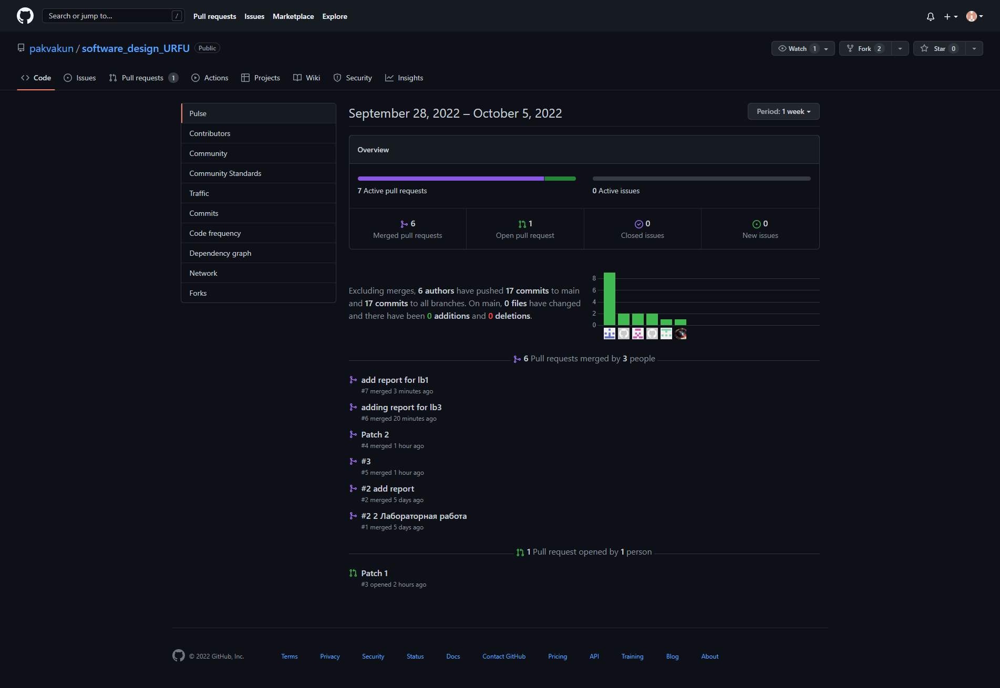 Search or jump to... /
Pull requests Issues Marketplace Explore
pakvakun / software_design_URFU Public
Watch 1
Fork 2
Star 0
Code
Issues
Pull requests 1
Actions
Projects
Wiki
Security
Insights
Pulse
Contributors
Community
Community Standards
Traffic
Commits
Code frequency
Dependency graph
Network
Forks
September 28, 2022 – October 5, 2022
Period: 1 week
Overview
7 Active pull requests
0 Active issues
6
Merged pull requests
1
Open pull request
0
Closed issues
0
New issues
Excluding merges, 6 authors have pushed 17 commits to main
and 17 commits to all branches. On main, 0 files have changed
and there have been 0 additions and 0 deletions.
8
6
4
2
0
6 Pull requests merged by 3 people
add report for lb1
#7 merged 3 minutes ago
adding report for lb3
#6 merged 20 minutes ago
Patch 2
#4 merged 1 hour ago
#3
#5 merged 1 hour ago
#2 add report
#2 merged 5 days ago
#2 2 Лабораторная работа
#1 merged 5 days ago
1 Pull request opened by 1 person
Patch 1
#3 opened 2 hours ago
© 2022 GitHub, Inc.
Terms
Privacy
Security
Status
Docs
Contact GitHub
Pricing
API
Training
Blog
About